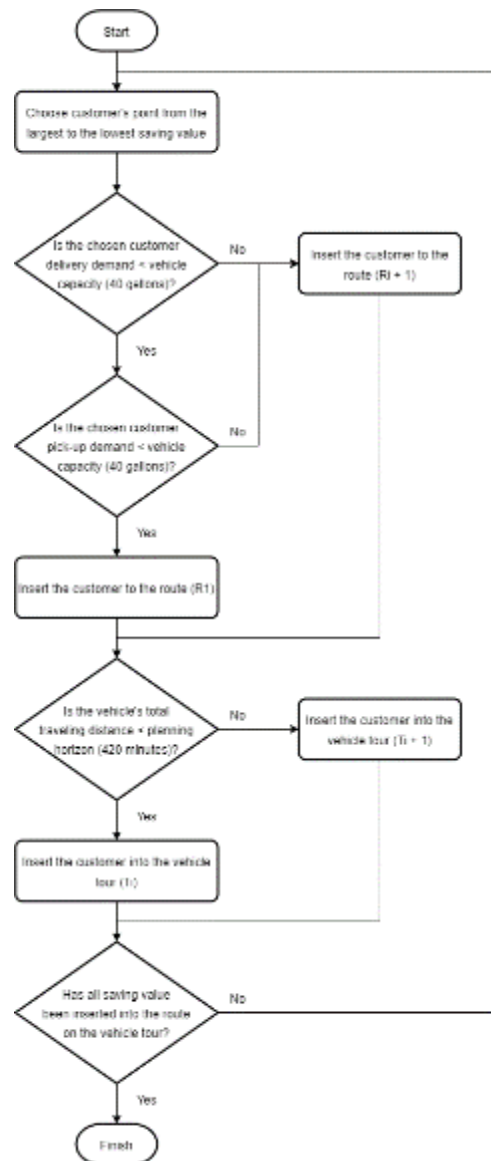 Start
Choose customer's point from the
largest to the lowest saving value
Is the chosen customer
delivery demand < vehicle
capacity (40 gallons)?
No
Insert the customer to the
route (Ri + 1)
Yes
Is the chosen customer
pick-up demand < vehicle
capacity (40 gallons)?
No
Yes
Insert the customer to the route (R1)
Is the vehicle's total
traveling distance < planning
horizon (420 minutes)?
No
Insert the customer into the
vehicle tour (Ti + 1)
Yes
Insert the customer into the vehicle
tour (Ti)
Has all saving value
been inserted into the route
on the vehicle tour?
No
Yes
Finish